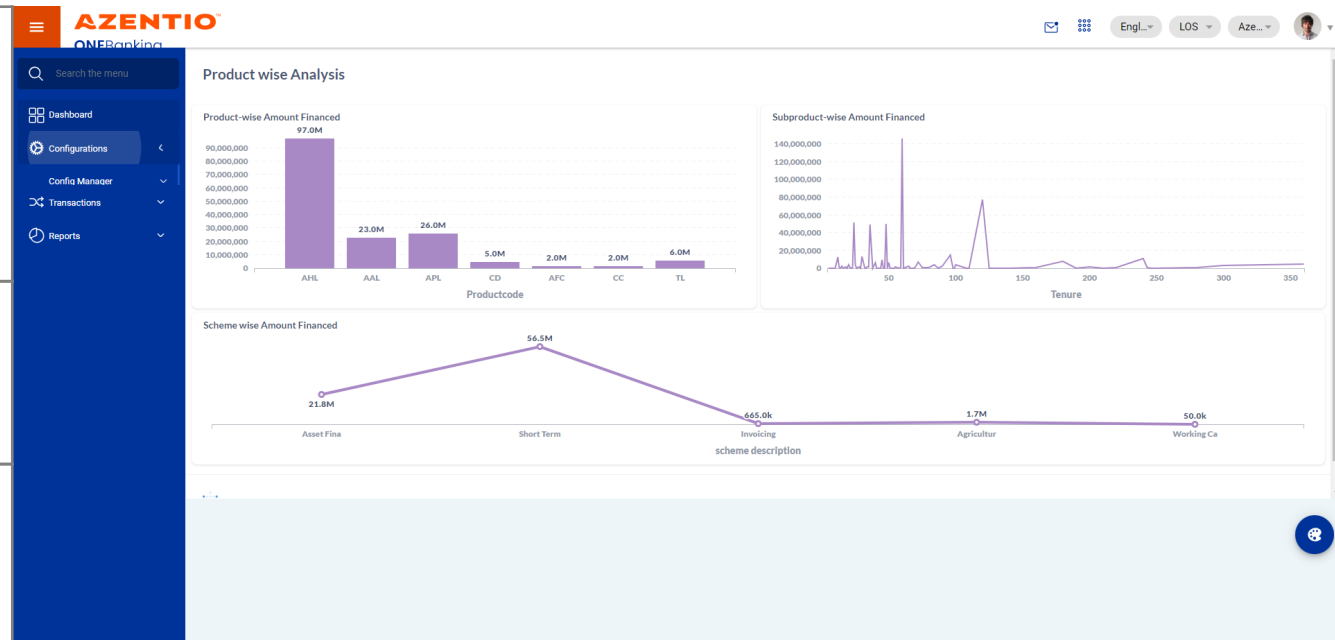 AZENTIO
ONEBanking
Engl...
LOS
Aze...
Search the menu
Dashboard
Configurations
Config Manager
Transactions
Reports
Product wise Analysis
Product-wise Amount Financed
97.0M
90,000,000
80,000,000
70,000,000
60,000,000
50,000,000
40,000,000
30,000,000
20,000,000
10,000,000
0
23.0M
26.0M
5.0M
2.0M
2.0M
6.0M
AHL
AAL
APL
CD
AFC
CC
TL
Productcode
Subproduct-wise Amount Financed
140,000,000
120,000,000
100,000,000
80,000,000
60,000,000
40,000,000
20,000,000
0
50
100
150
200
250
300
350
Tenure
Scheme wise Amount Financed
56.5M
21.8M
665.0k
1.7M
50.0k
Asset Fina
Short Term
Invoicing
Agricultur
Working Ca
scheme description